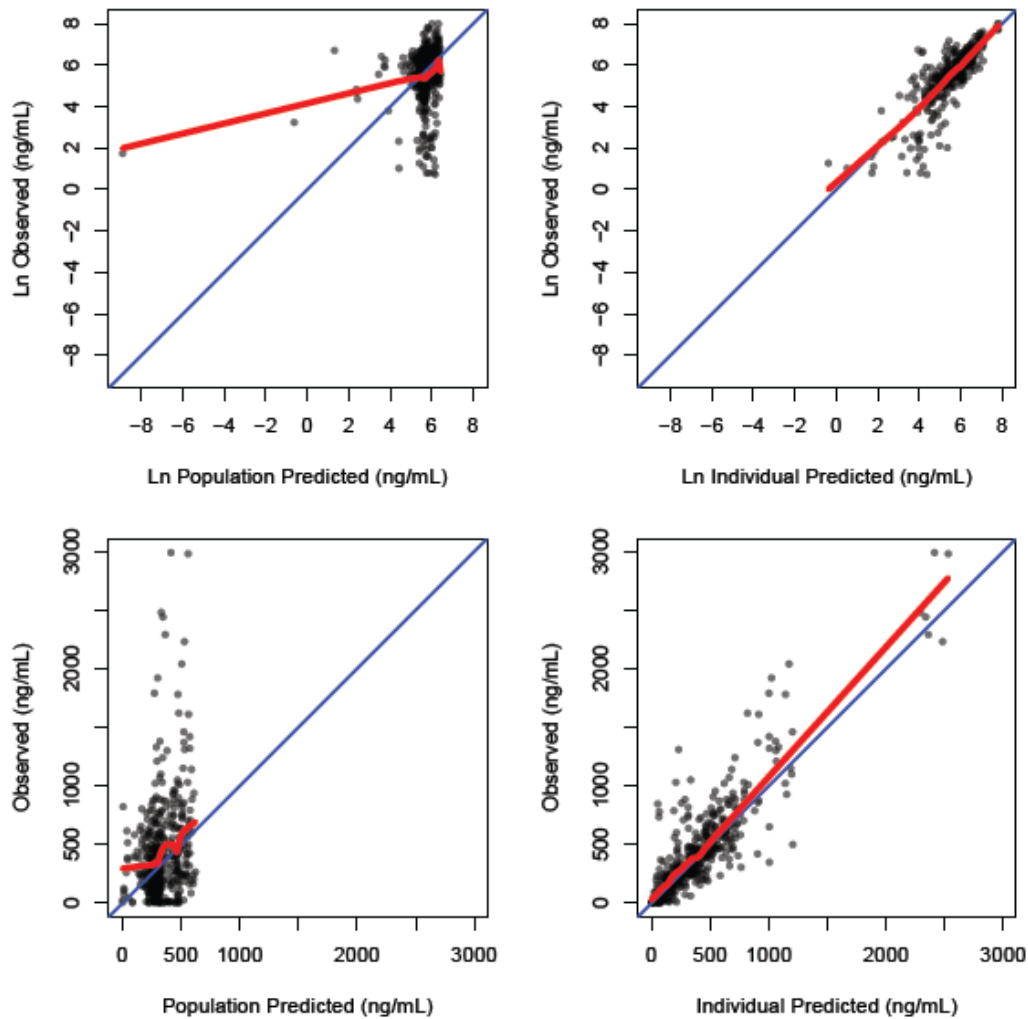 Ln Observed (ng/mL)
8
6
4
2
0
−2
−4
−6
−8
−8 −6 −4 −2 0 2 4 6 8
Ln Population Predicted (ng/mL)
Ln Observed (ng/mL)
8
6
4
2
0
−2
−4
−6
−8
−8 −6 −4 −2 0 2 4 6 8
Ln Individual Predicted (ng/mL)
Observed (ng/mL)
3000
2000
1000
500
0
0 500 1000 2000 3000
Population Predicted (ng/mL)
Observed (ng/mL)
3000
2000
1000
500
0
0 500 1000 2000 3000
Individual Predicted (ng/mL)